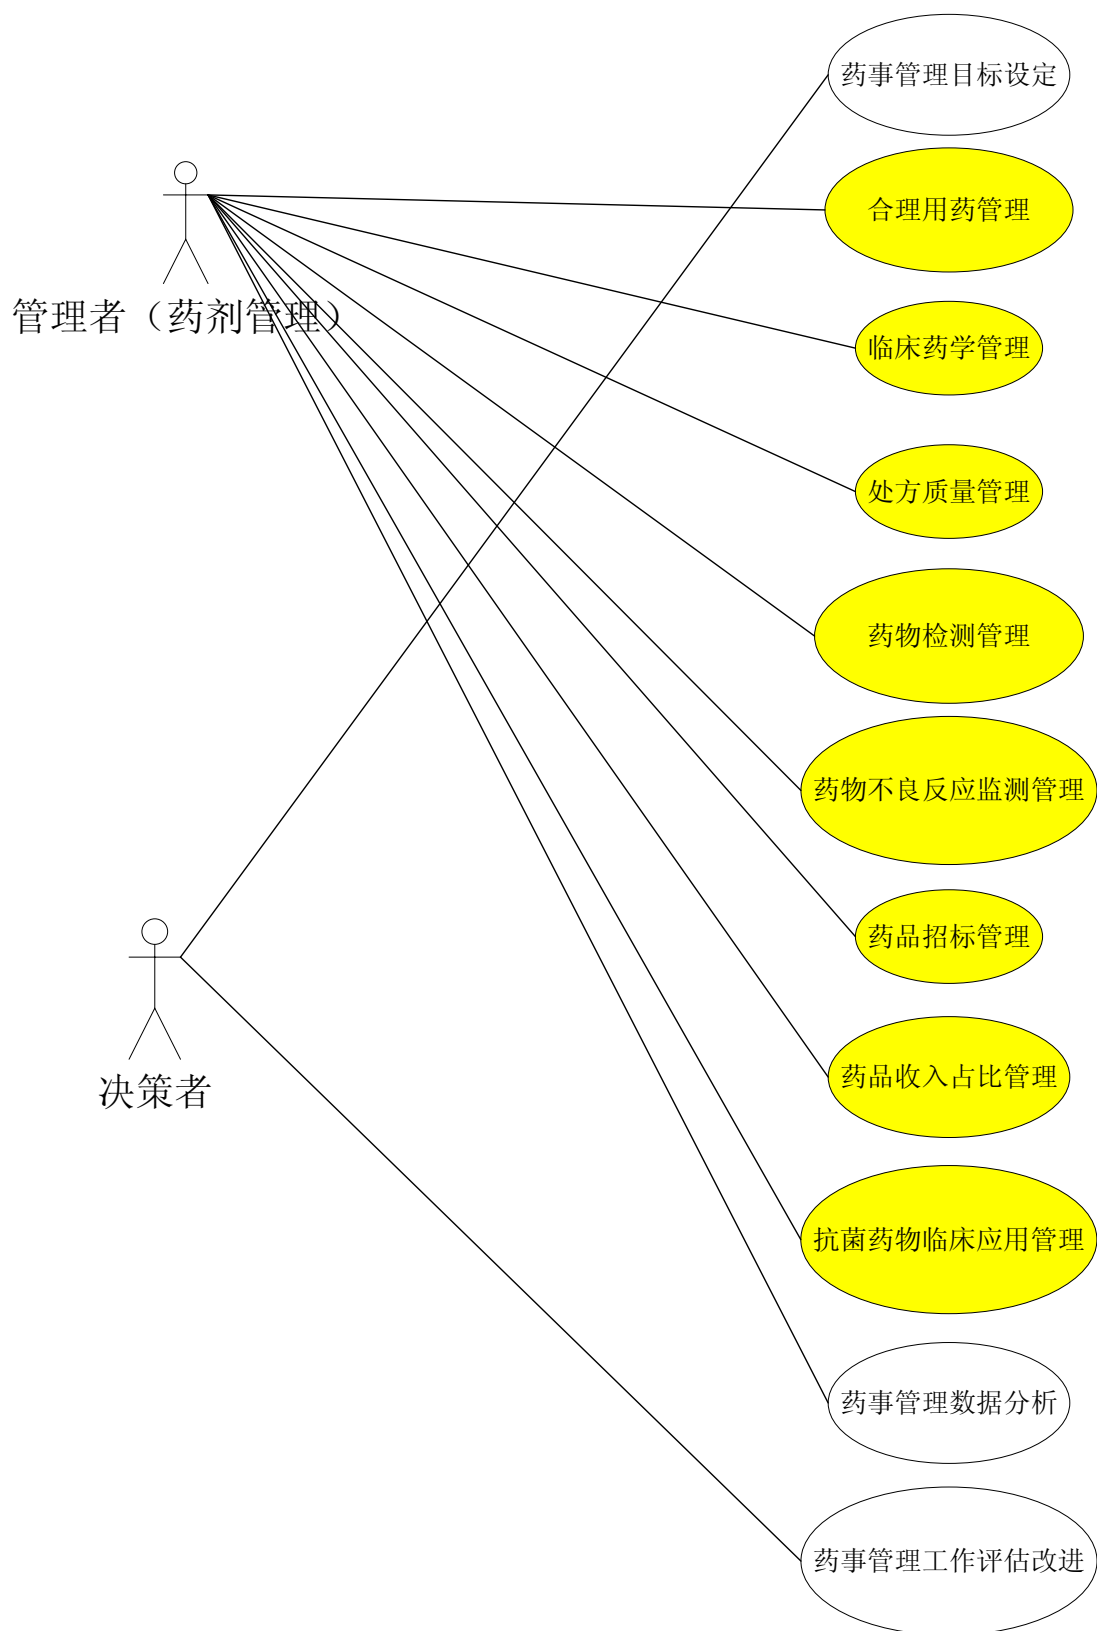 药事管理目标设定
合理用药管理
管理者（药剂管理）
临床药学管理
处方质量管理
药物检测管理
药物不良反应监测管理
药品招标管理
决策者
药品收入占比管理
抗菌药物临床应用管理
药事管理数据分析
药事管理工作评估改进